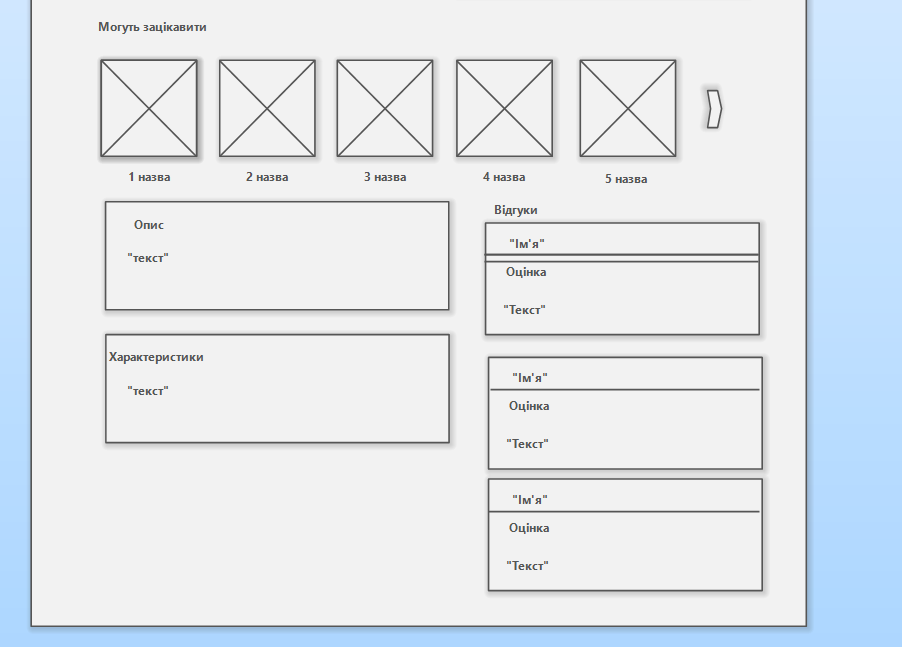 Могуть зацікавити
1 назва
2 назва
3 назва
4 назва
5 назва
Опис
"текст"
Характеристики
"текст"
Відгуки
"Ім'я"
Оцінка
"Текст"
"Ім'я"
Оцінка
"Текст"
"Ім'я"
Оцінка
"Текст"